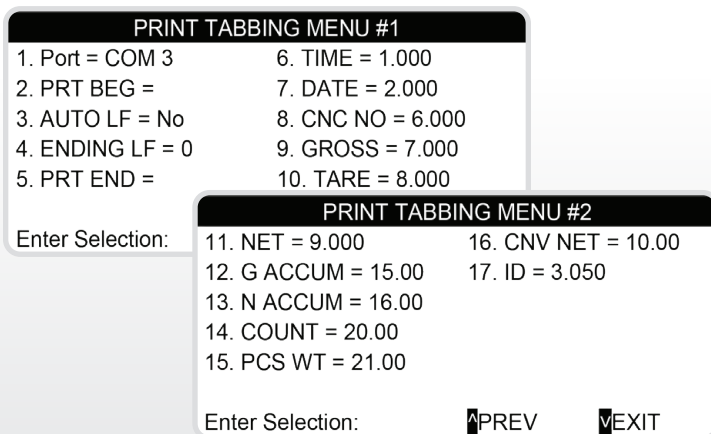 PRINT TABBING MENU #1
1. Port = COM 3 6. TIME = 1.000
2. PRT BEG = 7. DATE = 2.000
3. AUTO LF = No 8. CNC NO = 6.000
4. ENDING LF = 0 9. GROSS = 7.000
5. PRT END = 10. TARE = 8.000
Enter Selection:
PRINT TABBING MENU #2
11. NET = 9.000 16. CNV NET = 10.00
12. G ACCUM = 15.00 17. ID = 3.050
13. N ACCUM = 16.00
14. COUNT = 20.00
15. PCS WT = 21.00
Enter Selection: ^PREV vEXIT